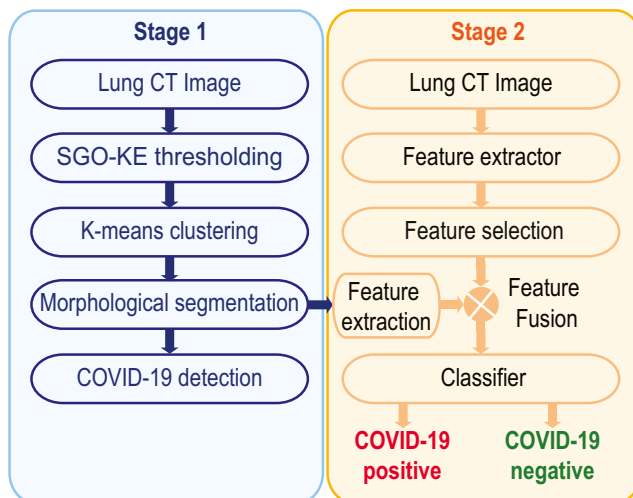 Stage 1
Lung CT Image
SGO-KE thresholding
K-means clustering
Morphological segmentation
COVID-19 detection
Stage 2
Lung CT Image
Feature extractor
Feature selection
Feature
extraction
Feature
Fusion
Classifier
COVID-19
positive
COVID-19
negative